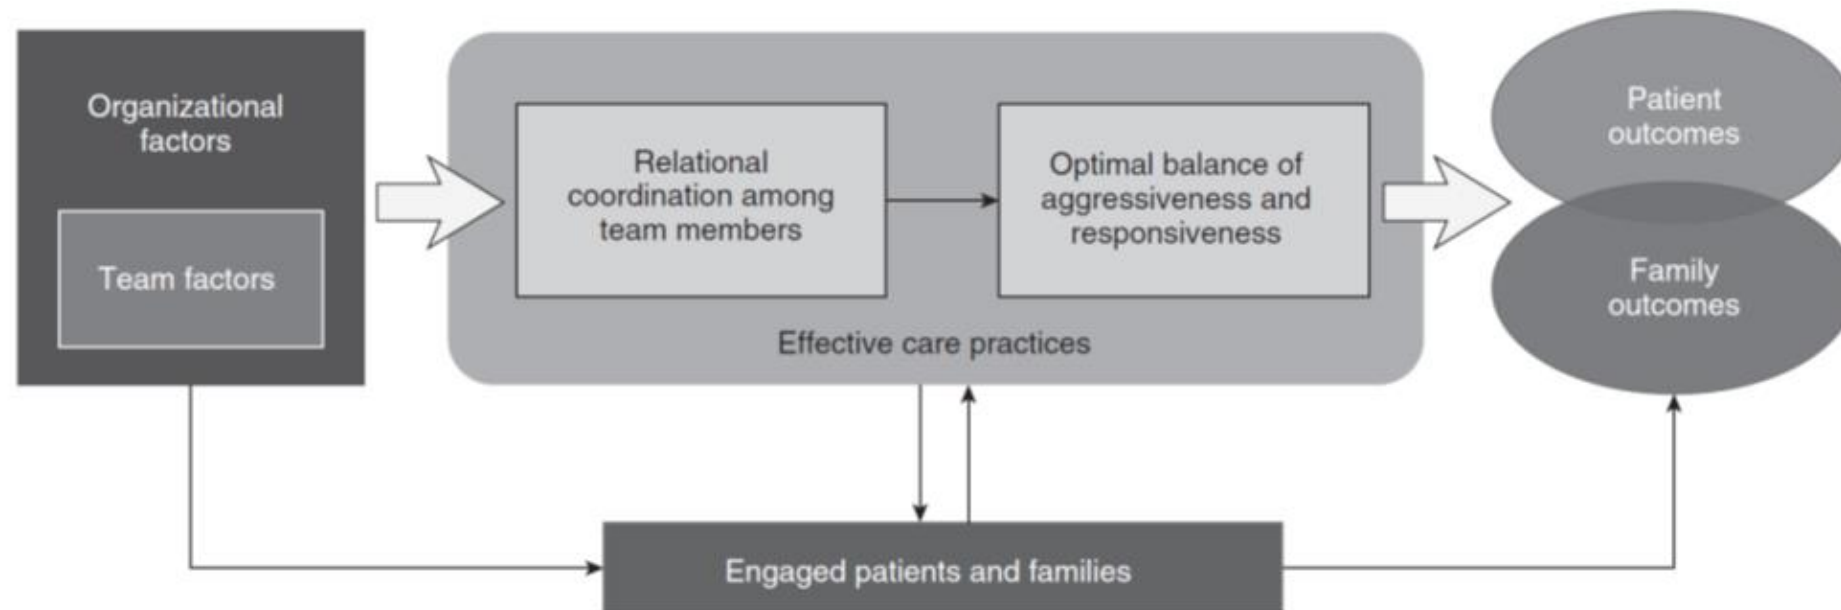 Organizational
factors
Team factors
Relational
coordination among
team members
Optimal balance of
aggressiveness and
responsiveness
Effective care practices
Patient
outcomes
Family
outcomes
Engaged patients and families